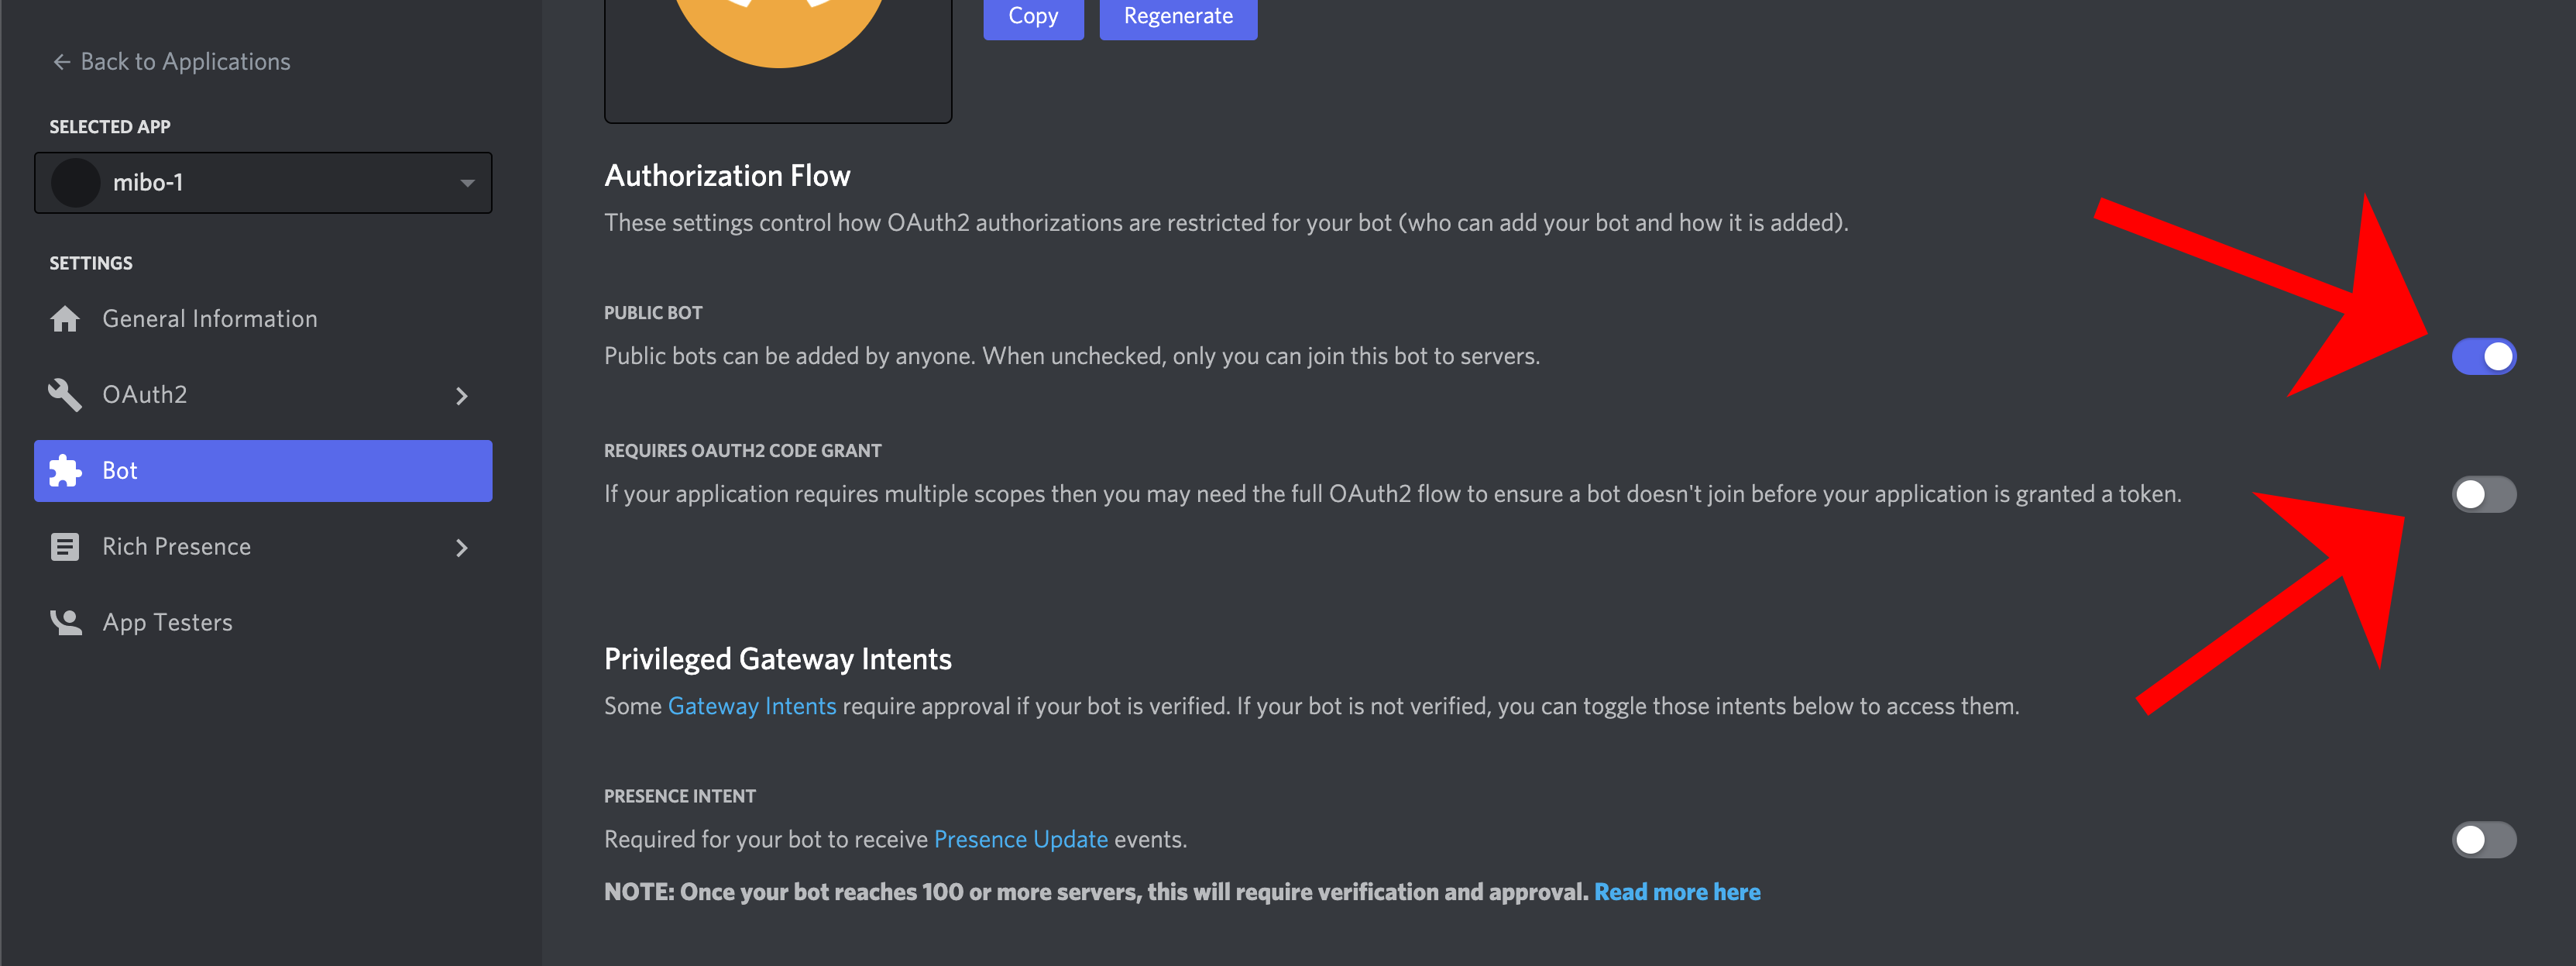 ← Back to Applications
SELECTED APP
mibo-1
SETTINGS
General Information
OAuth2
Bot
Rich Presence
App Testers
Copy
Regenerate
Authorization Flow
These settings control how OAuth2 authorizations are restricted for your bot (who can add your bot and how it is added).
PUBLIC BOT
Public bots can be added by anyone. When unchecked, only you can join this bot to servers.
REQUIRES OAUTH2 CODE GRANT
If your application requires multiple scopes then you may need the full OAuth2 flow to ensure a bot doesn't join before your application is granted a token.
Privileged Gateway Intents
Some Gateway Intents require approval if your bot is verified. If your bot is not verified, you can toggle those intents below to access them.
PRESENCE INTENT
Required for your bot to receive Presence Update events.
NOTE: Once your bot reaches 100 or more servers, this will require verification and approval. Read more here